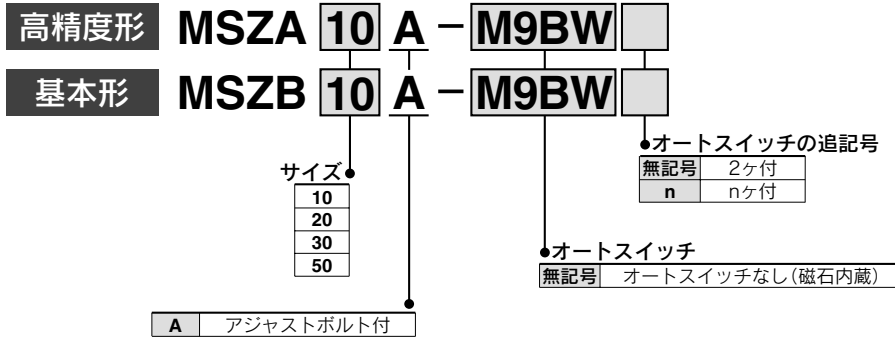 高精度形 MSZA 10 A － M9BW
基本形 MSZB 10 A － M9BW
オートスイッチの追記号
無記号 2ヶ付
n nヶ付
サイズ
10
20
30
50
オートスイッチ
無記号 オートスイッチなし（磁石内蔵）
A アジャストボルト付